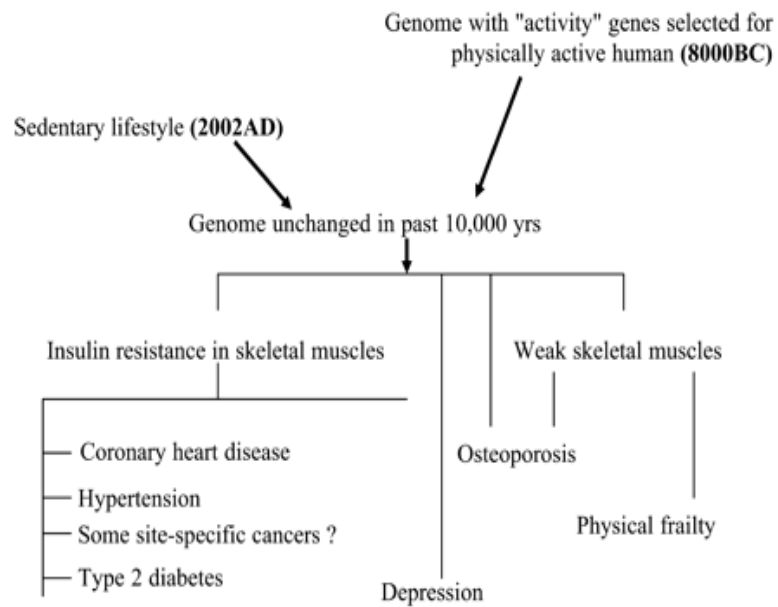 Genome with "activity" genes selected for
physically active human (8000BC)
Sedentary lifestyle (2002AD)
Genome unchanged in past 10,000 yrs
Insulin resistance in skeletal muscles
Weak skeletal muscles
Coronary heart disease
Osteoporosis
Hypertension
Physical frailty
Some site-specific cancers ?
Type 2 diabetes
Depression